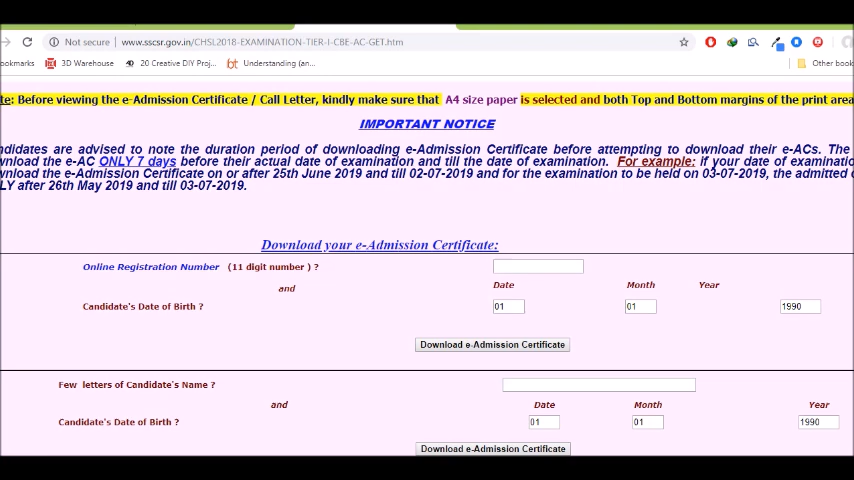 Not secure | www.sscsr.gov.in/CHSL2018-EXAMINATION-TIER-I-CBE-AC-GET.htm
ookmarks 3D Warehouse 20 Creative DIY Proj... Understanding (an... Other book
te: Before viewing the e-Admission Certificate / Call Letter, kindly make sure that A4 size paper is selected and both Top and Bottom margins of the print area
IMPORTANT NOTICE
ndidates are advised to note the duration period of downloading e-Admission Certificate before attempting to download their e-ACs. The
wnload the e-AC ONLY 7 days before their actual date of examination and till the date of examination. For example: if your date of examinatio
wnload the e-Admission Certificate on or after 25th June 2019 and till 02-07-2019 and for the examination to be held on 03-07-2019, the admitted c
LY after 26th May 2019 and till 03-07-2019.
Download your e-Admission Certificate:
Online Registration Number (11 digit number ) ?
and
Date Month Year
Candidate's Date of Birth ? 01 01 1990
Download e-Admission Certificate
Few letters of Candidate's Name ?
and
Date Month Year
Candidate's Date of Birth ? 01 01 1990
Download e-Admission Certificate